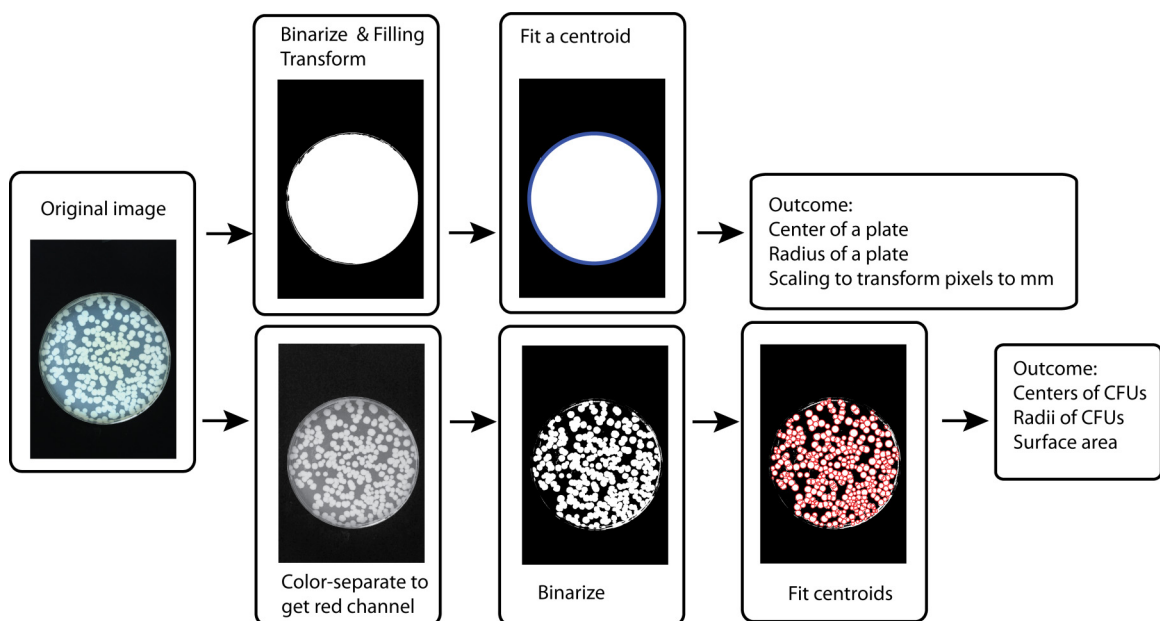 Original image
Binarize & Filling
Transform
Fit a centroid
Outcome:
Center of a plate
Radius of a plate
Scaling to transform pixels to mm
Color-separate to
get red channel
Binarize
Fit centroids
Outcome:
Centers of CFUs
Radii of CFUs
Surface area